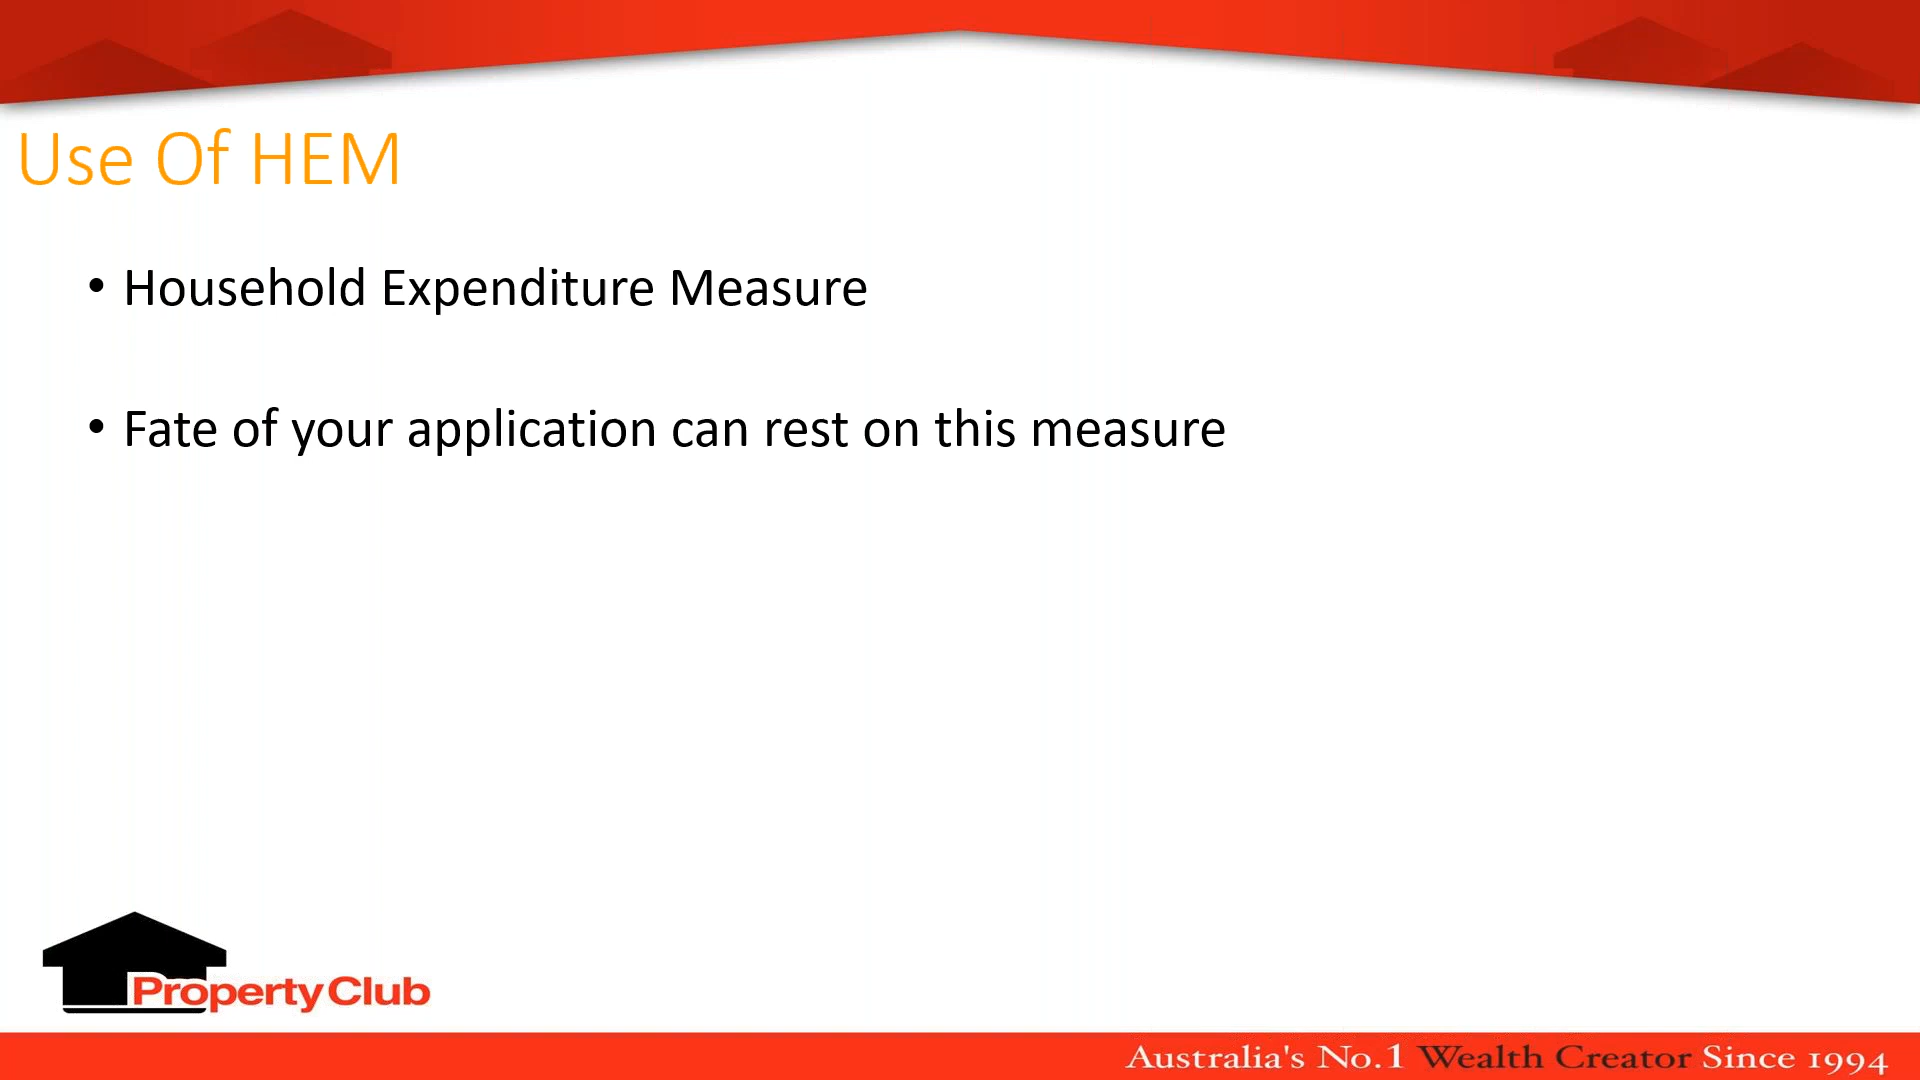 Use Of HEM
• Household Expenditure Measure
• Fate of your application can rest on this measure
PropertyClub
Australia's No.1 Wealth Creator Since 1994